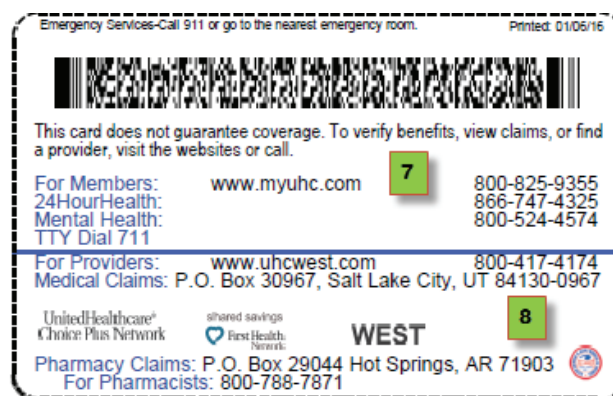 Emergency Services-Call 911 or go to the nearest emergency room. Printed: 01/06/16
This card does not guarantee coverage. To verify benefits, view claims, or find
a provider, visit the websites or call.
7
For Members: www.myuhc.com 800-825-9355
24HourHealth: 866-747-4325
Mental Health: 800-524-4574
TTY Dial 711
For Providers: www.uhcwest.com 800-417-4174
Medical Claims: P.O. Box 30967, Salt Lake City, UT 84130-0967
8
UnitedHealthcare®
Choice Plus Network
shared savings
First Health.
Network
WEST
Pharmacy Claims: P.O. Box 29044 Hot Springs, AR 71903
For Pharmacists: 800-788-7871